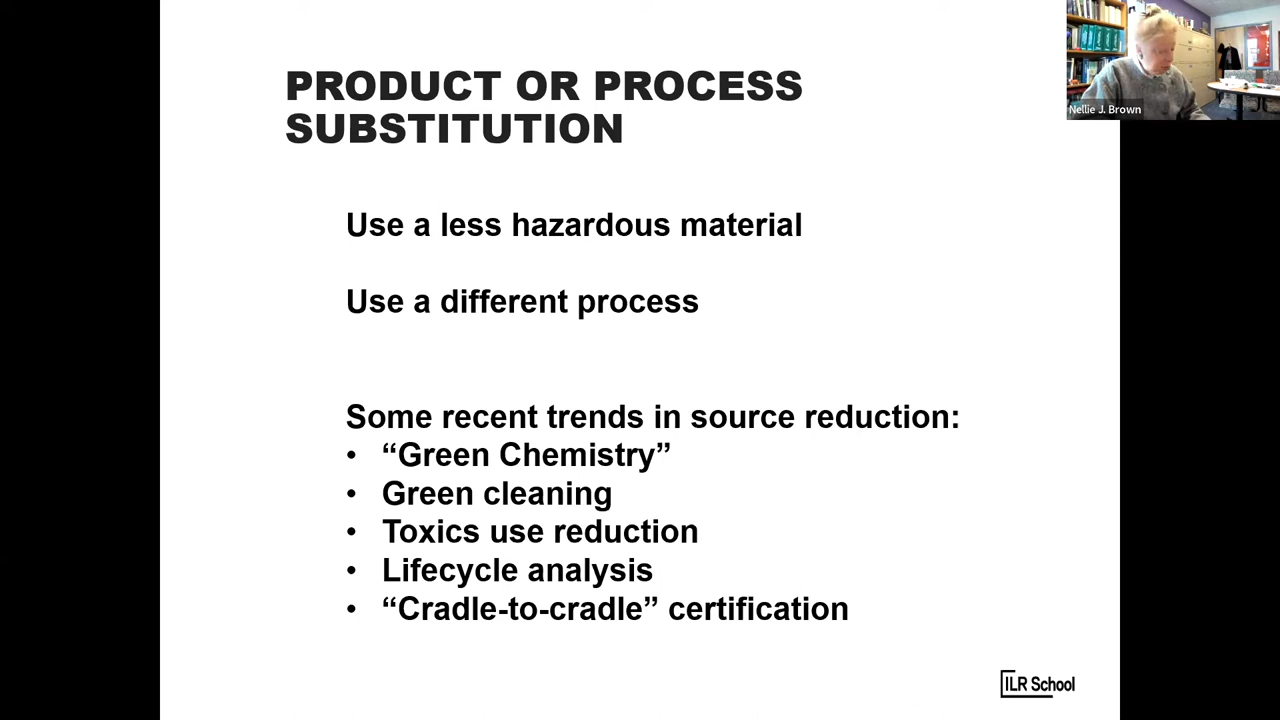 PRODUCT OR PROCESS
SUBSTITUTION
Nellie J. Brown
Use a less hazardous material
Use a different process
Some recent trends in source reduction:
• “Green Chemistry”
• Green cleaning
• Toxics use reduction
• Lifecycle analysis
• “Cradle-to-cradle” certification
ILR School